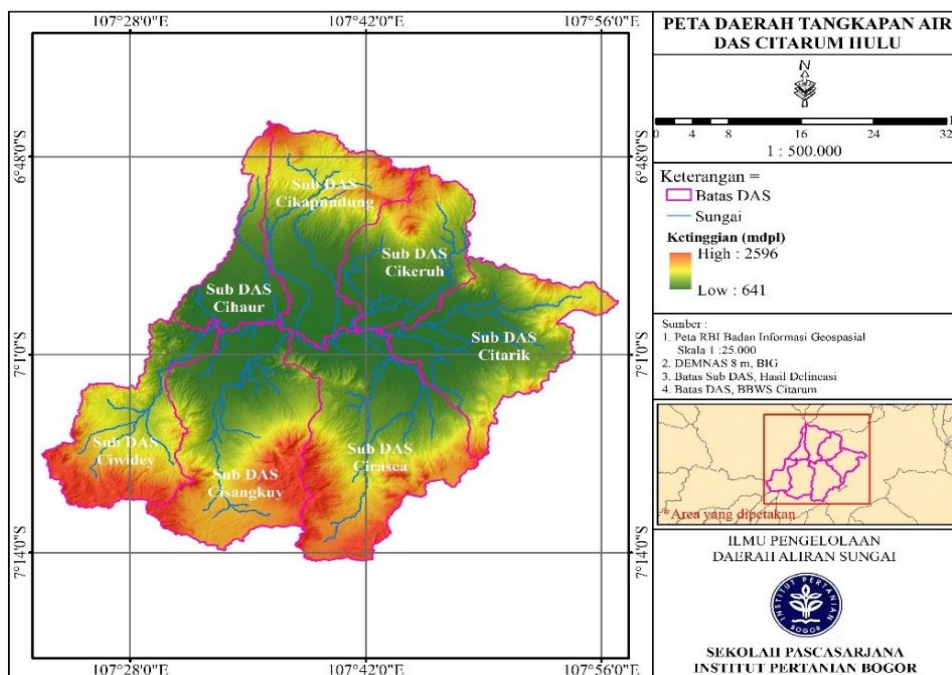 107°28'0"E 107°42'0"E 107°56'0"E
6°48'0"S
7°1'0"S
7°14'0"S
Sub DAS
Cikapundung
Sub DAS
Cikeruh
Sub DAS
Cihaur
Sub DAS
Citarik
Sub DAS
Ciwidey
Sub DAS
Cisangkuy
Sub DAS
Cirasea
6°48'0"S
7°1'0"S
7°14'0"S
107°28'0"E 107°42'0"E 107°56'0"E
PETA DAERAH TANGKAPAN AIR
DAS CITARUM HULU
N
0 2 4 8 16 24 32
1 : 500.000
Keterangan =
Batas DAS
Sungai
Ketinggian (mdpl)
High : 2596
Low : 641
Sumber :
1. Peta RBI Badan Informasi Geospasial
Skala 1 :25.000
2. DEMNAS 8 m, BIG
3. Batas Sub DAS, Hasil Delineasi
4. Batas DAS, BBWS Citarum
*Area yang dipetakan
ILMU PENGELOLAAN
DAERAH ALIRAN SUNGAI
INSTITUT PERTANIAN
BOGOR
SEKOLAH PASCASARJANA
INSTITUT PERTANIAN BOGOR